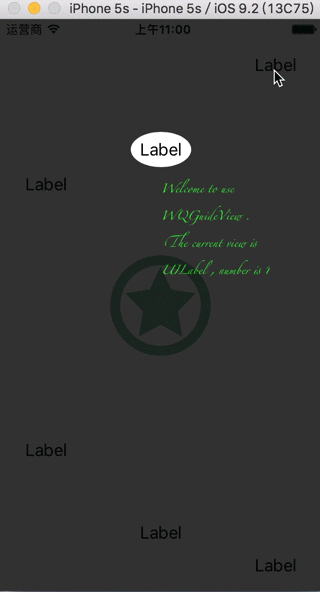 iPhone 5s - iPhone 5s / iOS 9.2 (13C75)
运营商 上午11:00
Label
Label
Label
Welcome to use
WQGuideView .
The current view is
UILabel , number is 1
Label
Label
Label